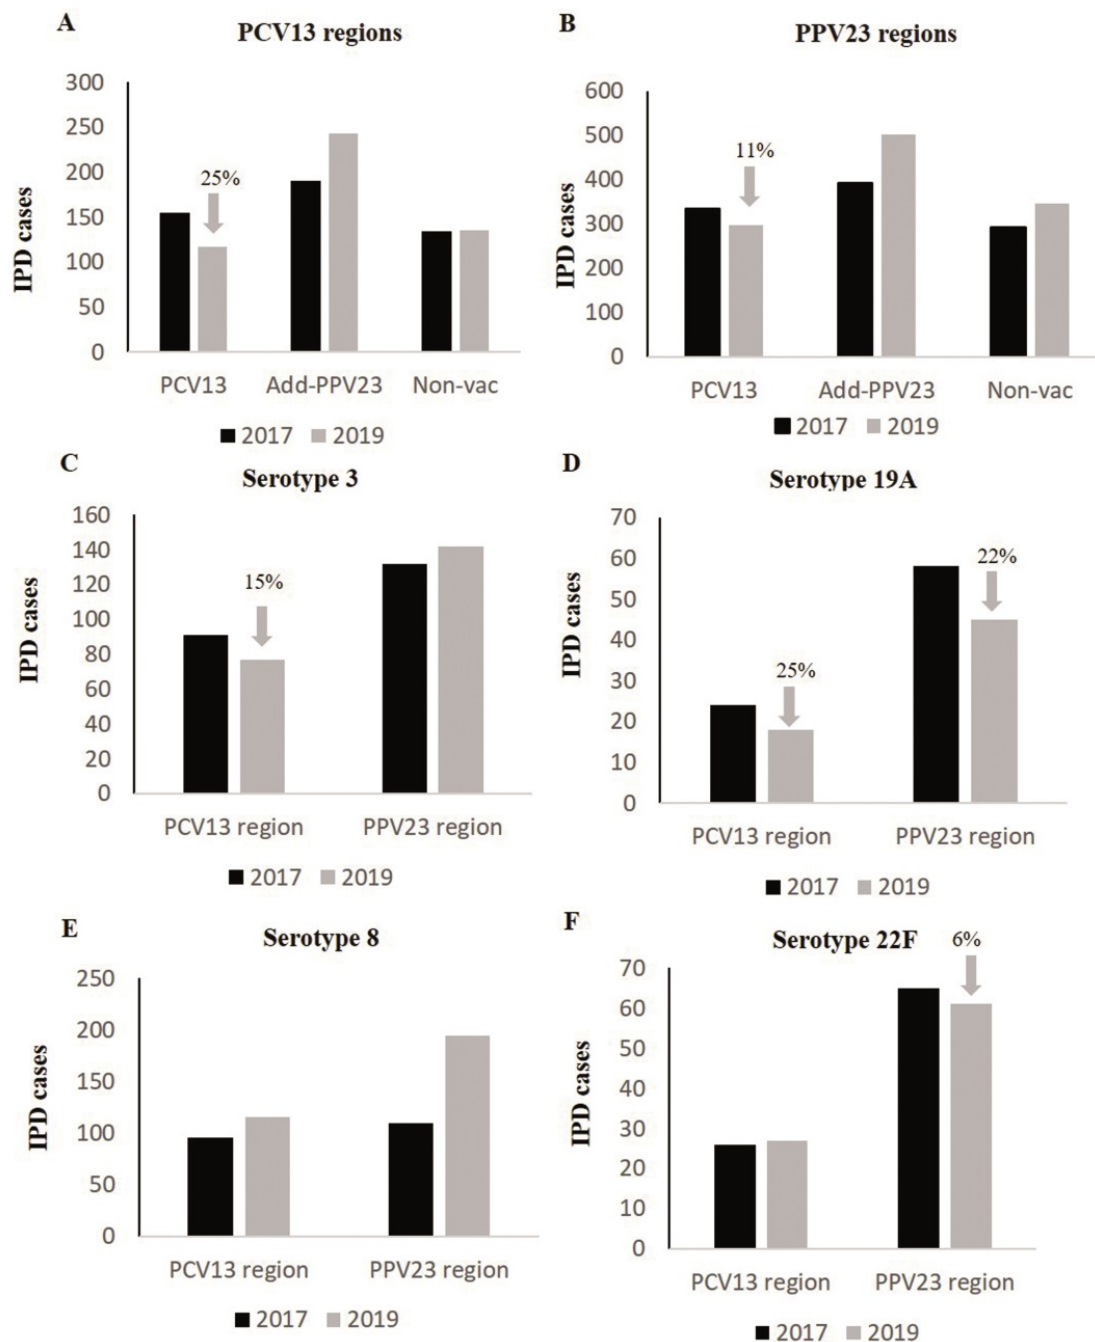 A
PCV13 regions
IPD cases
300
250
200
150
100
50
0
25%
PCV13 Add-PPV23 Non-vac
2017 2019
B
PPV23 regions
IPD cases
600
500
400
300
200
100
0
11%
PCV13 Add-PPV23 Non-vac
2017 2019
C
Serotype 3
IPD cases
160
140
120
100
80
60
40
20
0
15%
PCV13 region PPV23 region
2017 2019
D
Serotype 19A
IPD cases
70
60
50
40
30
20
10
0
25%
22%
PCV13 region PPV23 region
2017 2019
E
Serotype 8
IPD cases
250
200
150
100
50
0
PCV13 region PPV23 region
2017 2019
F
Serotype 22F
IPD cases
70
60
50
40
30
20
10
0
6%
PCV13 region PPV23 region
2017 2019